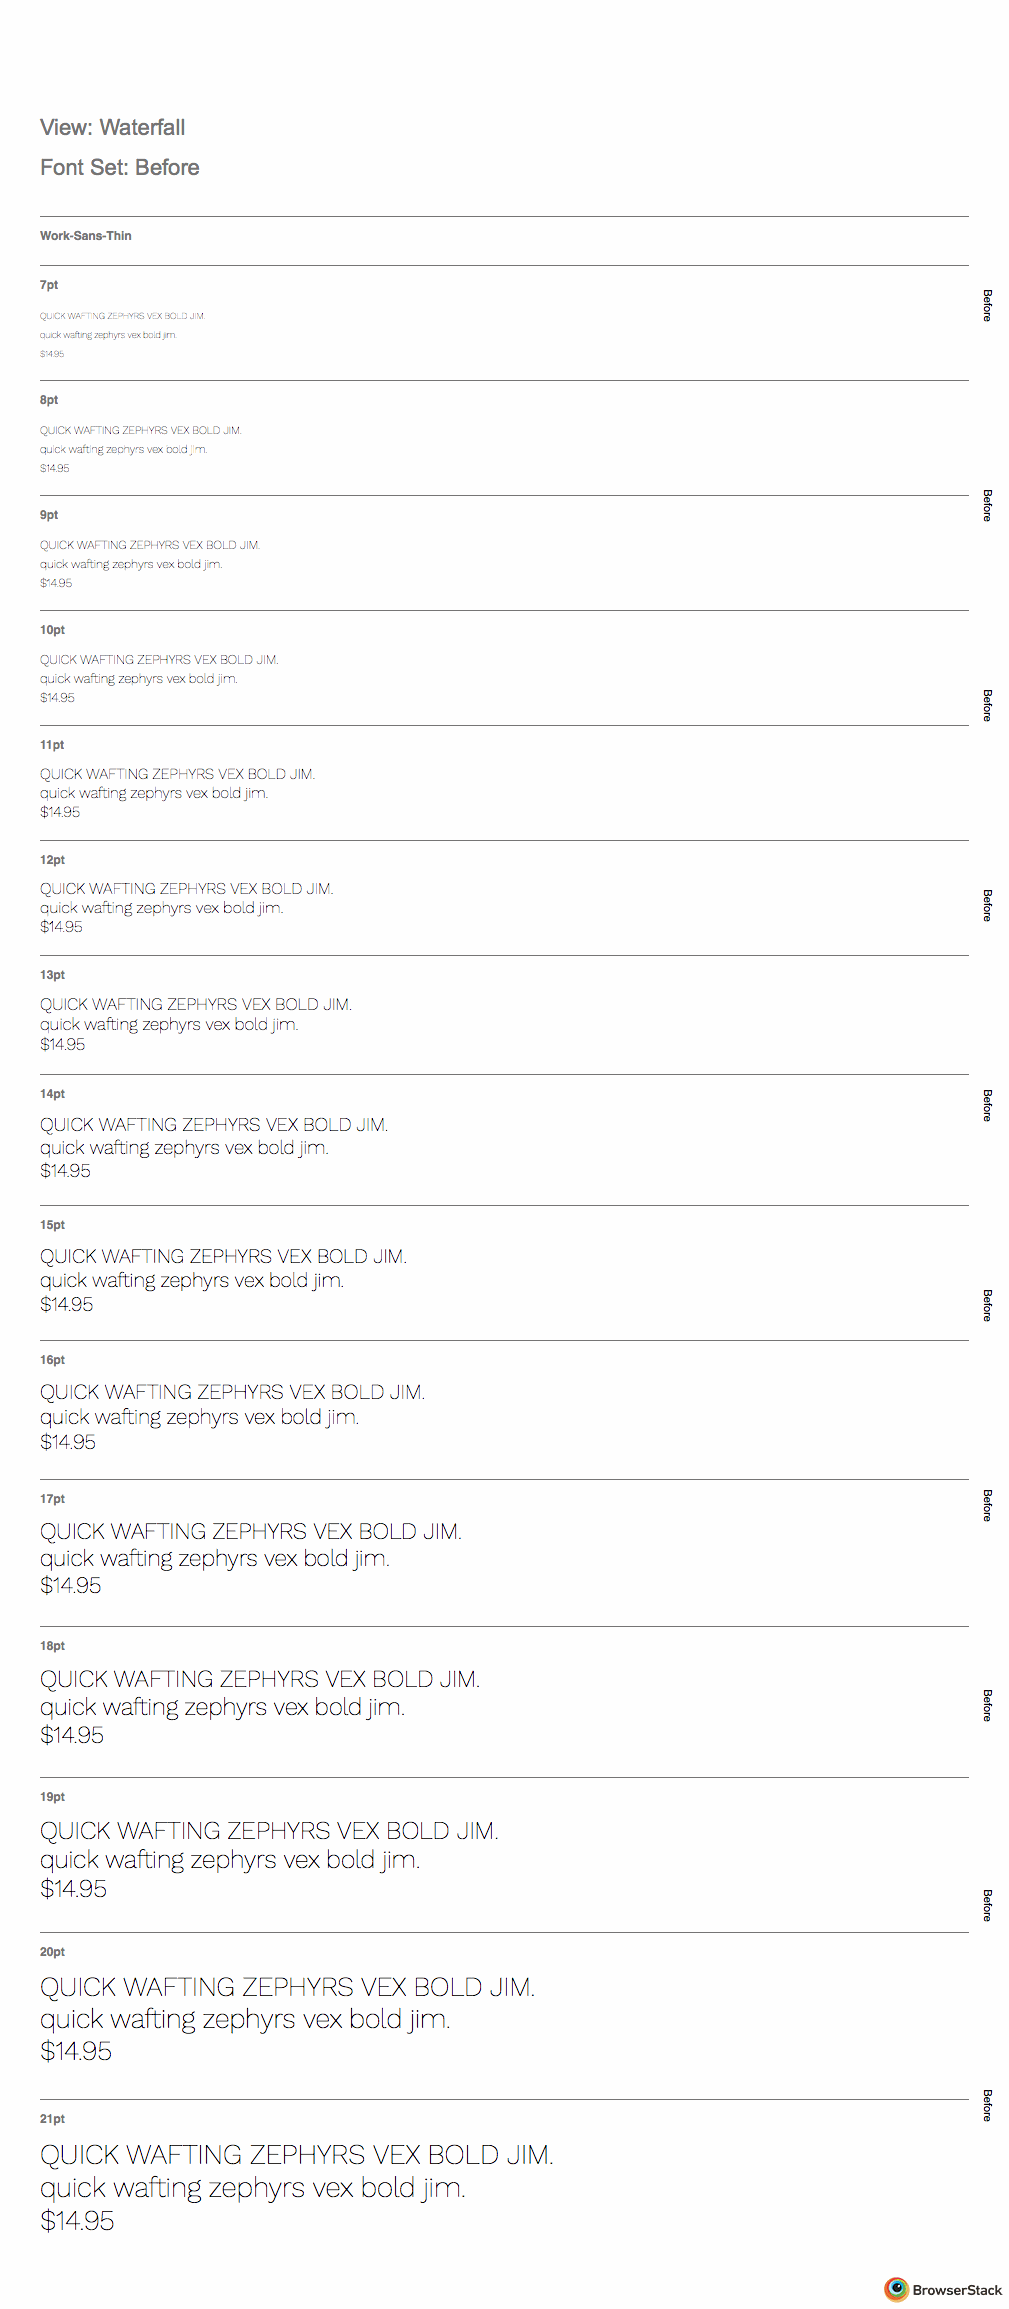 View: Waterfall
Font Set: Before
Work-Sans-Thin
7pt
QUICK WAFTING ZEPHYRS VEX BOLD JIM.
quick wafting zephyrs vex bold jim.
$14.95
Before
8pt
QUICK WAFTING ZEPHYRS VEX BOLD JIM.
quick wafting zephyrs vex bold jim.
$14.95
Before
9pt
QUICK WAFTING ZEPHYRS VEX BOLD JIM.
quick wafting zephyrs vex bold jim.
$14.95
10pt
QUICK WAFTING ZEPHYRS VEX BOLD JIM.
quick wafting zephyrs vex bold jim.
$14.95
Before
11pt
QUICK WAFTING ZEPHYRS VEX BOLD JIM.
quick wafting zephyrs vex bold jim.
$14.95
12pt
QUICK WAFTING ZEPHYRS VEX BOLD JIM.
quick wafting zephyrs vex bold jim.
$14.95
Before
13pt
QUICK WAFTING ZEPHYRS VEX BOLD JIM.
quick wafting zephyrs vex bold jim.
$14.95
14pt
QUICK WAFTING ZEPHYRS VEX BOLD JIM.
quick wafting zephyrs vex bold jim.
$14.95
Before
15pt
QUICK WAFTING ZEPHYRS VEX BOLD JIM.
quick wafting zephyrs vex bold jim.
$14.95
Before
16pt
QUICK WAFTING ZEPHYRS VEX BOLD JIM.
quick wafting zephyrs vex bold jim.
$14.95
17pt
QUICK WAFTING ZEPHYRS VEX BOLD JIM.
quick wafting zephyrs vex bold jim.
$14.95
Before
18pt
QUICK WAFTING ZEPHYRS VEX BOLD JIM.
quick wafting zephyrs vex bold jim.
$14.95
Before
19pt
QUICK WAFTING ZEPHYRS VEX BOLD JIM.
quick wafting zephyrs vex bold jim.
$14.95
Before
20pt
QUICK WAFTING ZEPHYRS VEX BOLD JIM.
quick wafting zephyrs vex bold jim.
$14.95
Before
21pt
QUICK WAFTING ZEPHYRS VEX BOLD JIM.
quick wafting zephyrs vex bold jim.
$14.95
BrowserStack